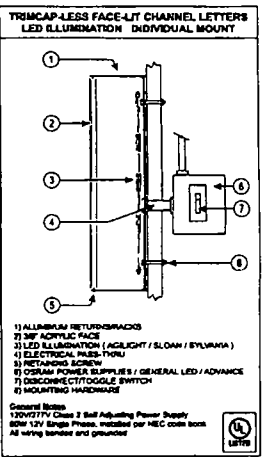 TRIMCAP-LESS FACE-LIT CHANNEL LETTERS
LED ILLUMINATION DIDIVIDUAL MOUNT
1
2
3
4
5
6
7
8
1) ALUMINUM RETURNS/BACKS
2) 3/8" ACRYLIC FACE
3) LED ILLUMINATION ( AGILIGHT / SLOAN / SYLVANIA )
4) ELECTRICAL PASS-THRU
5) RETAINING SCREW
6) OSRAM POWER SUPPLIES / GENERAL LED / ADVANCE
7) DISCONNECT/TOGGLE SWITCH
8) MOUNTING HARDWARE
General Notes
120V/277V Class 2 Self Adjusting Power Supply
60W 12V Single Phase, installed per NEC code book
All wiring bonded and grounded
UL
LISTED